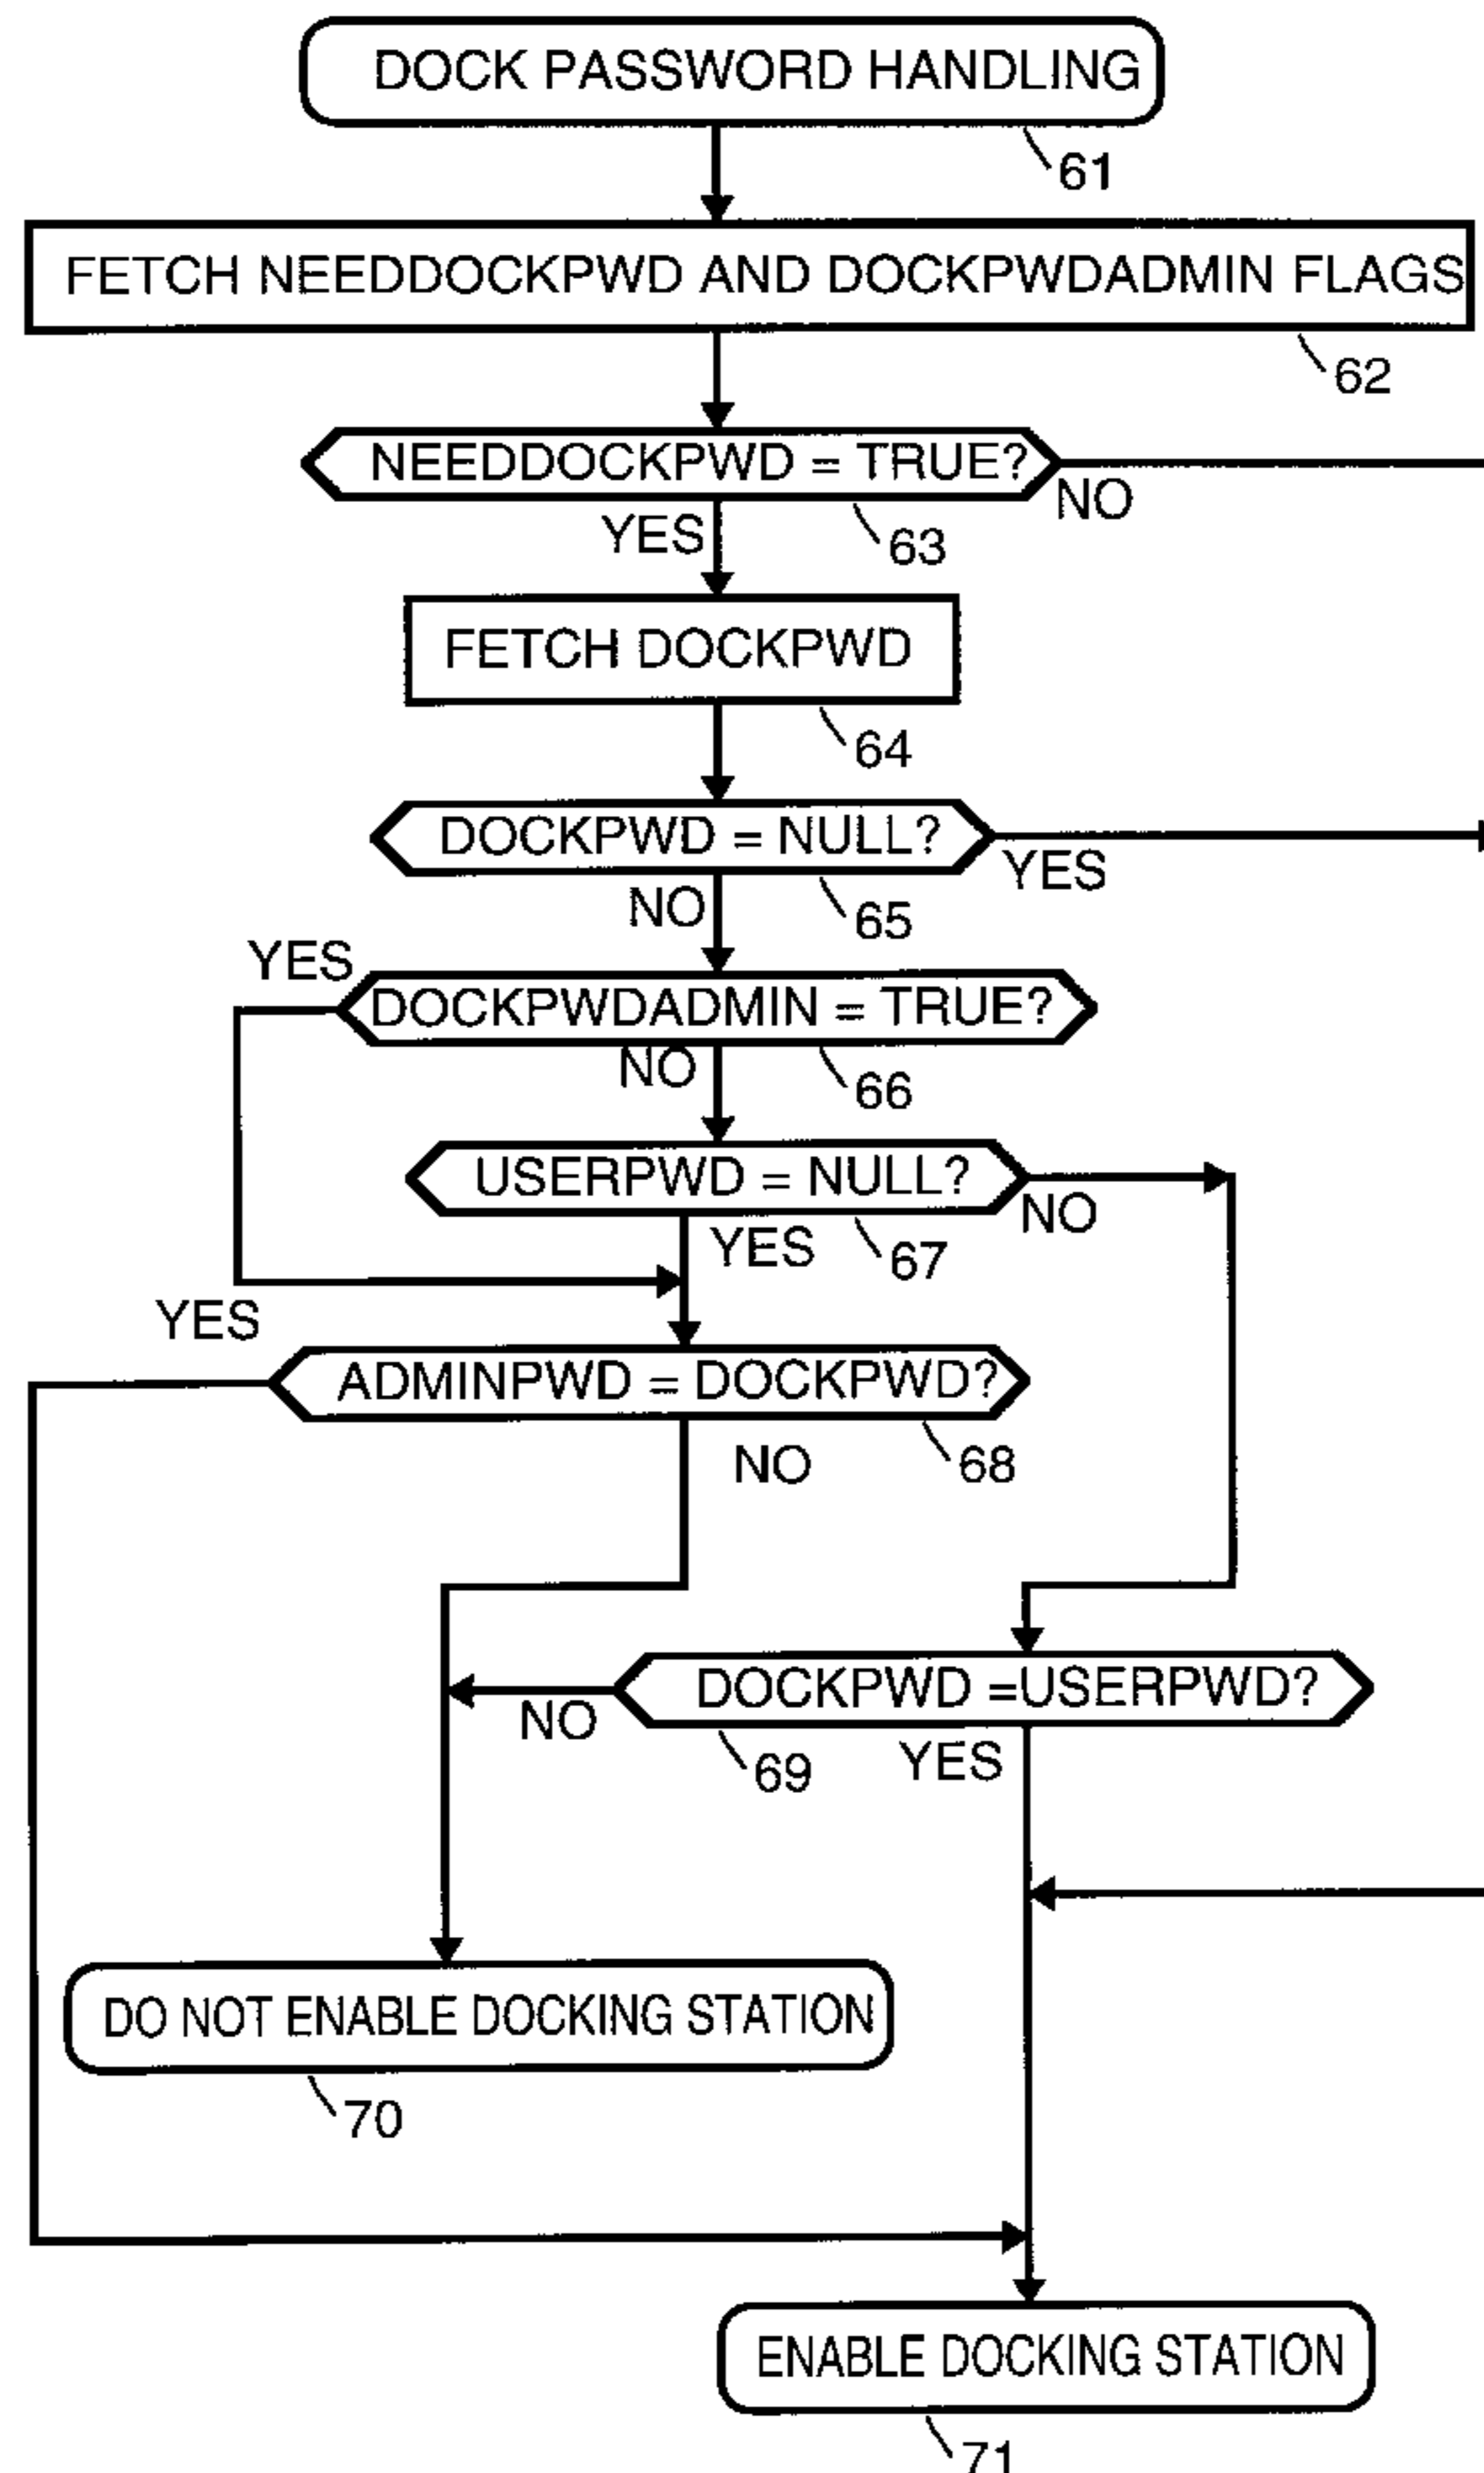 DOCK PASSWORD HANDLING
61
FETCH NEEDDOCKPWD AND DOCKPWDADMIN FLAGS
62
NEEDDOCKPWD = TRUE?
NO
YES
63
FETCH DOCKPWD
64
DOCKPWD = NULL?
YES
NO
65
YES
DOCKPWDADMIN = TRUE?
NO
66
USERPWD = NULL?
NO
YES
67
YES
ADMINPWD = DOCKPWD?
NO
68
DOCKPWD =USERPWD?
NO
69
YES
DO NOT ENABLE DOCKING STATION
70
ENABLE DOCKING STATION
71